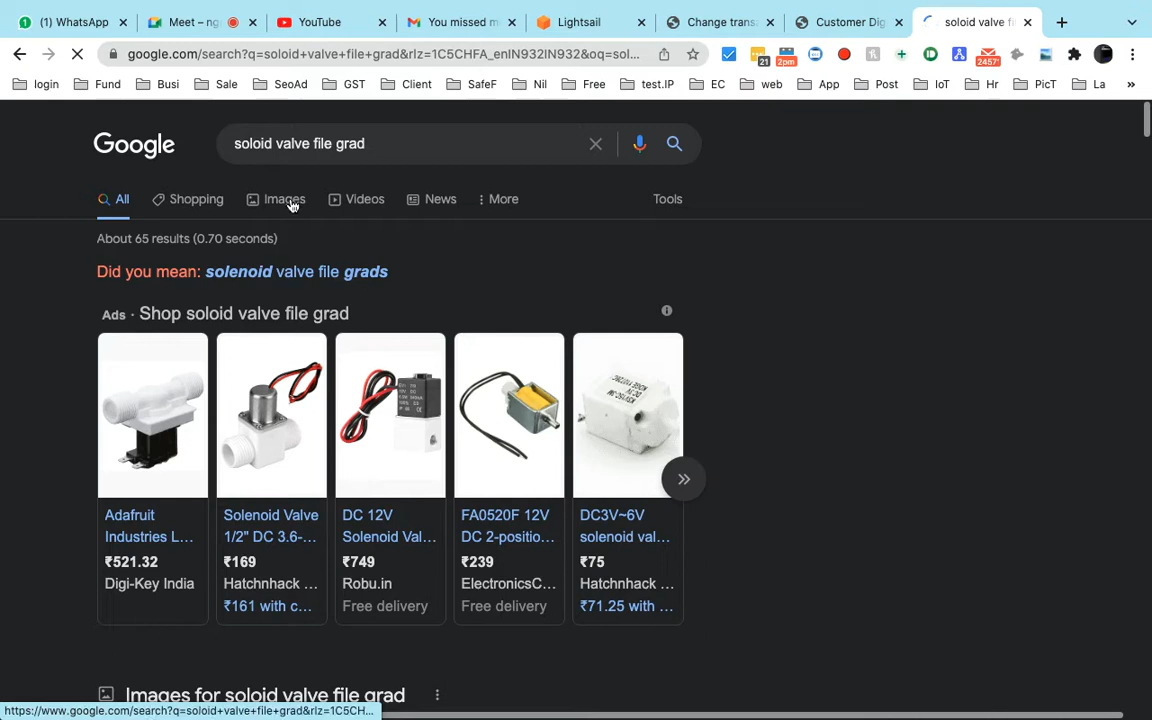 (1) WhatsApp
Meet – ng
YouTube
You missed m
Lightsail
Change trans
Customer Dig
soloid valve fi
google.com/search?q=soloid+valve+file+grad&rlz=1C5CHFA_enIN932IN932&oq=sol...
21
2pm
2457
login
Fund
Busi
Sale
SeoAd
GST
Client
SafeF
Nil
Free
test.IP
EC
web
App
Post
IoT
Hr
PicT
La
»
Google
soloid valve file grad
All
Shopping
Images
Videos
News
More
Tools
About 65 results (0.70 seconds)
Did you mean: solenoid valve file grads
Ads · Shop soloid valve file grad
Adafruit
Industries L...
₹521.32
Digi-Key India
Solenoid Valve
1/2" DC 3.6-...
₹169
Hatchnhack ...
₹161 with c...
DC 12V
Solenoid Val...
₹749
Robu.in
Free delivery
FA0520F 12V
DC 2-positio...
₹239
ElectronicsC...
Free delivery
DC3V~6V
solenoid val...
₹75
Hatchnhack ...
₹71.25 with ...
Images for soloid valve file grad
https://www.google.com/search?q=soloid+valve+file+grad&rlz=1C5CH...